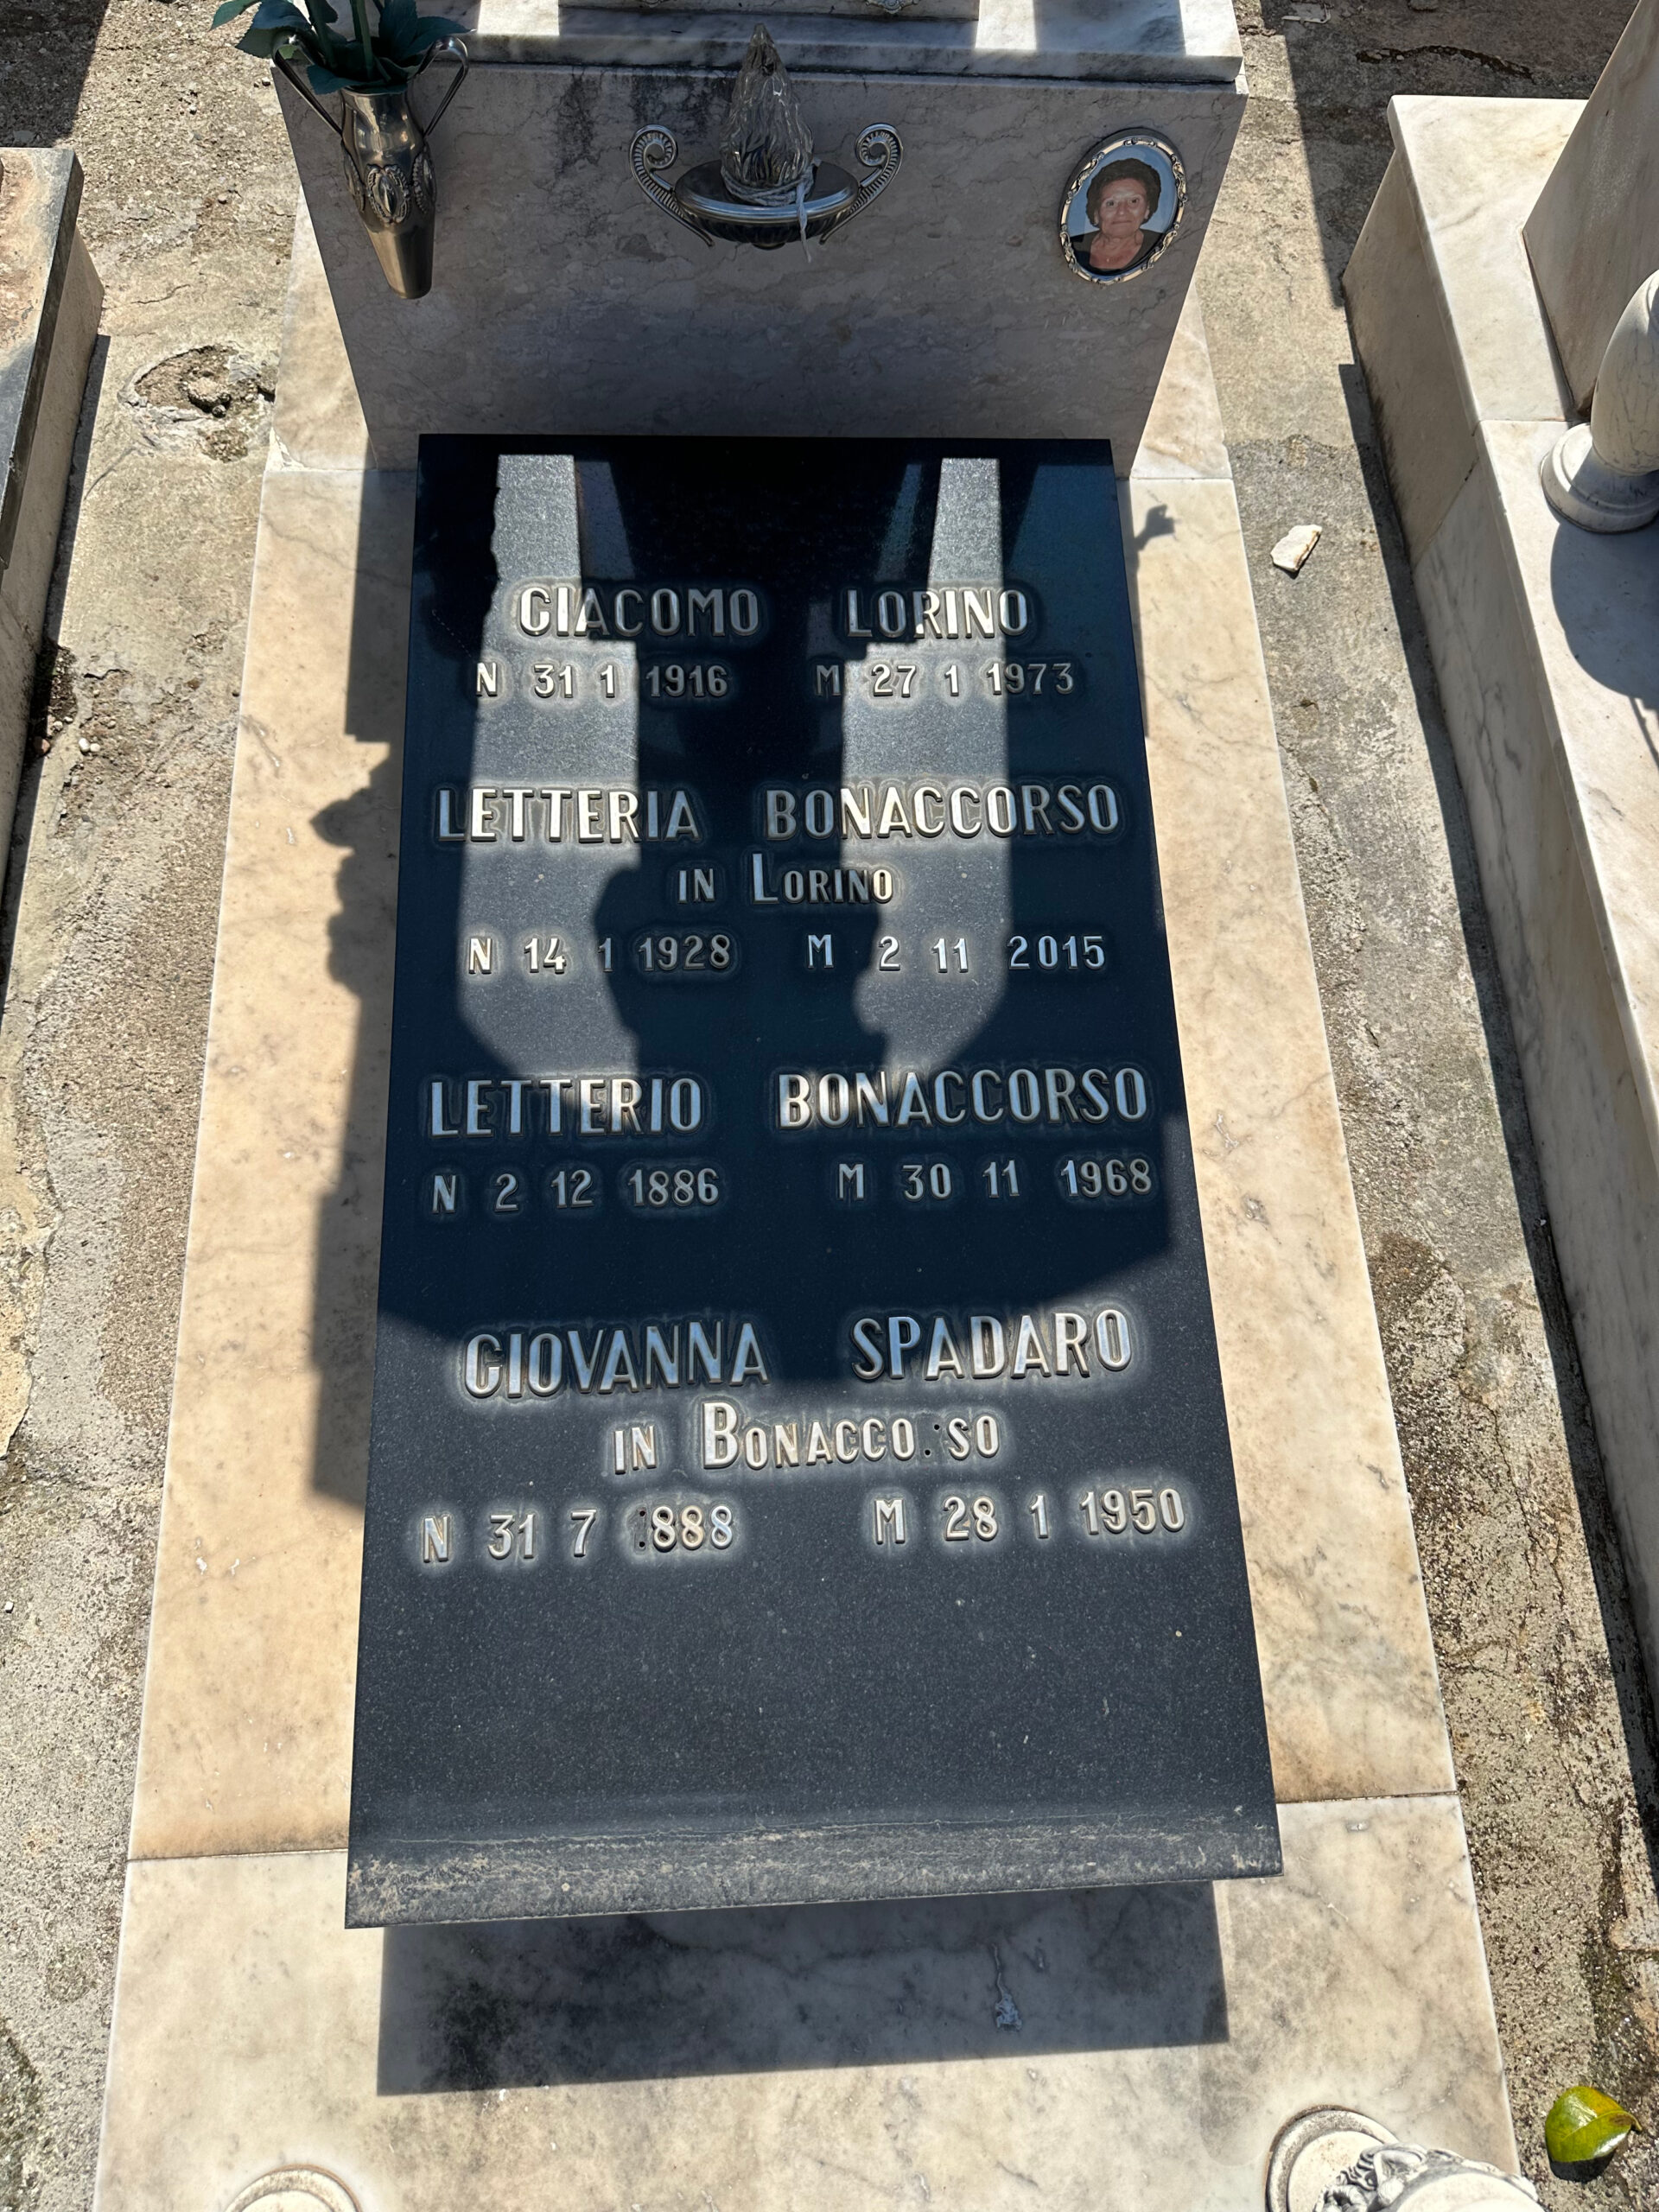 GIACOMO LORINO
N 31 1 1916 M 27 1 1973
LETTERIA BONACCORSO
IN LORINO
N 14 1 1928 M 2 11 2015
LETTERIO BONACCORSO
N 2 12 1886 M 30 11 1968
GIOVANNA SPADARO
IN BONACCO SO
N 31 7 888 M 28 1 1950